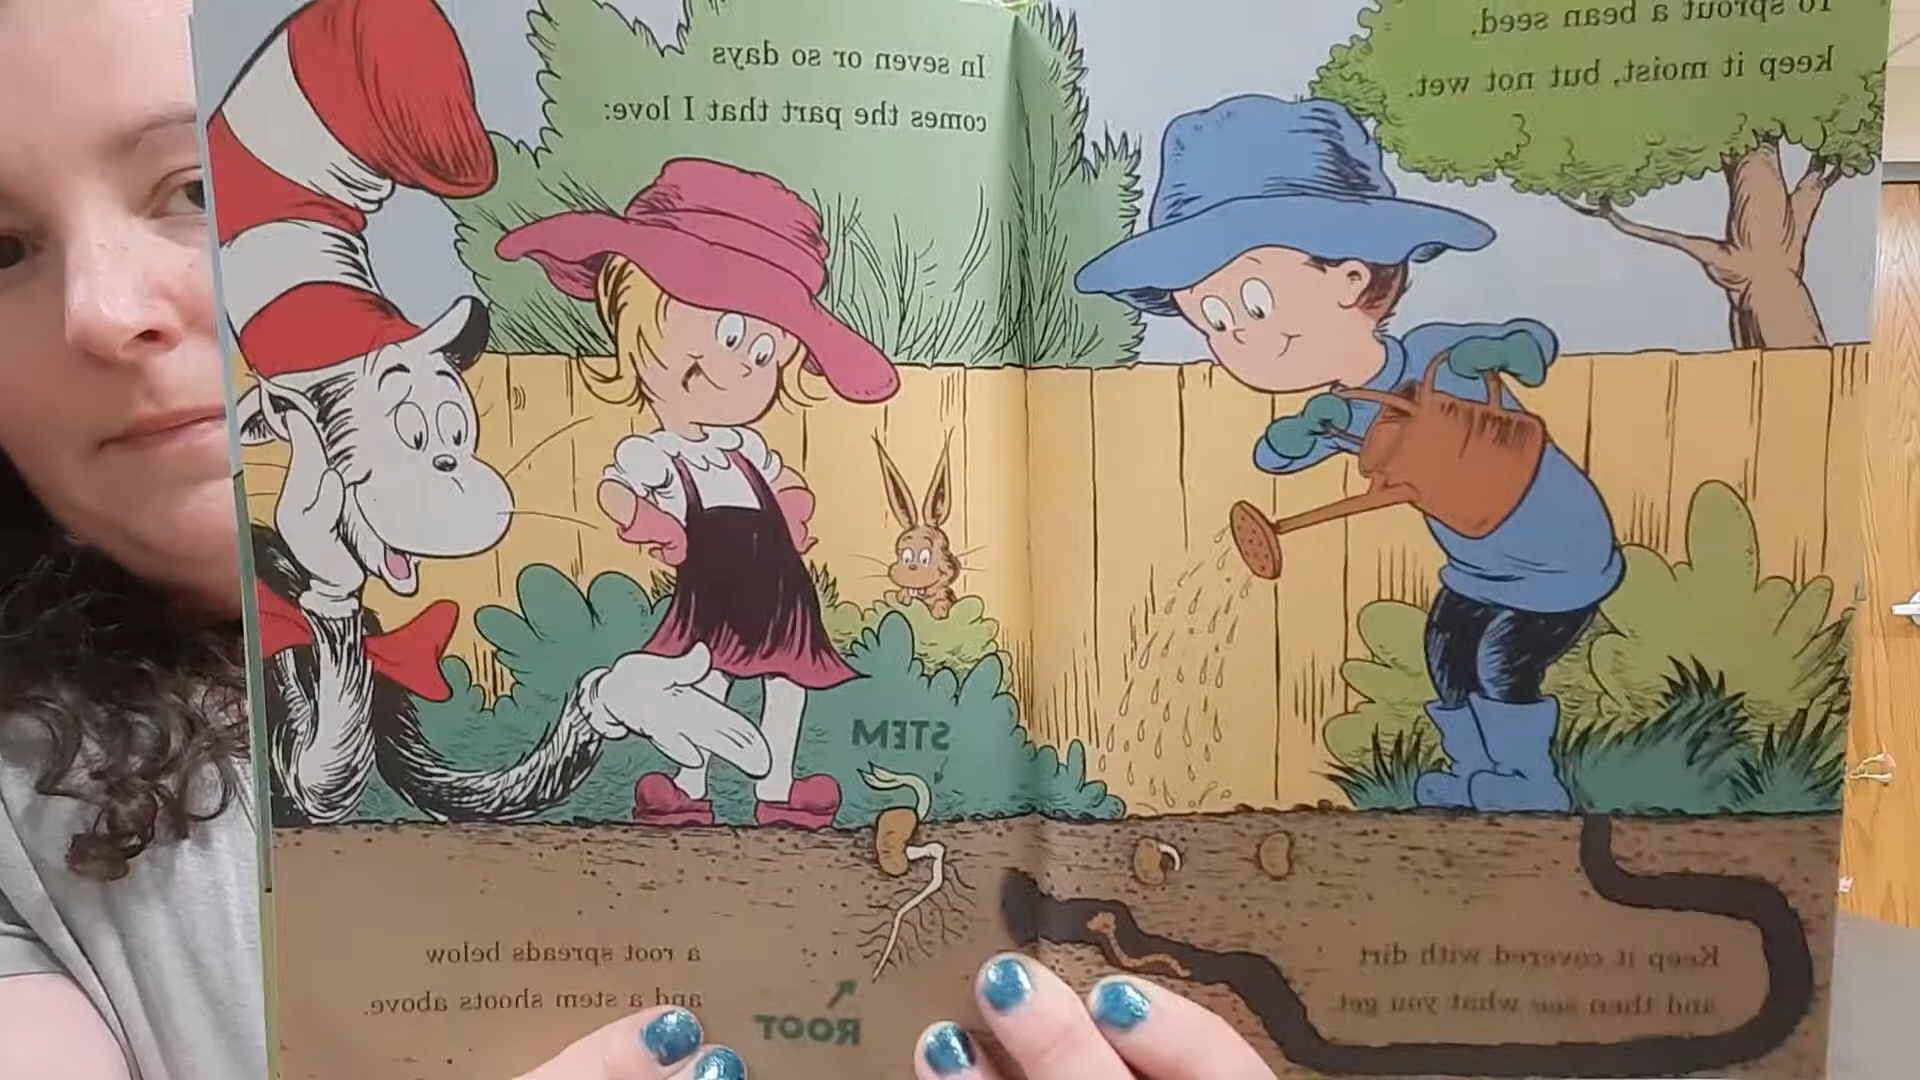 To sprout a bean seed,
keep it moist, but not wet.
Keep it covered with dirt
and then see what you get.
In seven or so days
comes the part that I love:
STEM
a root spreads below
and a stem shoots above.
ROOT